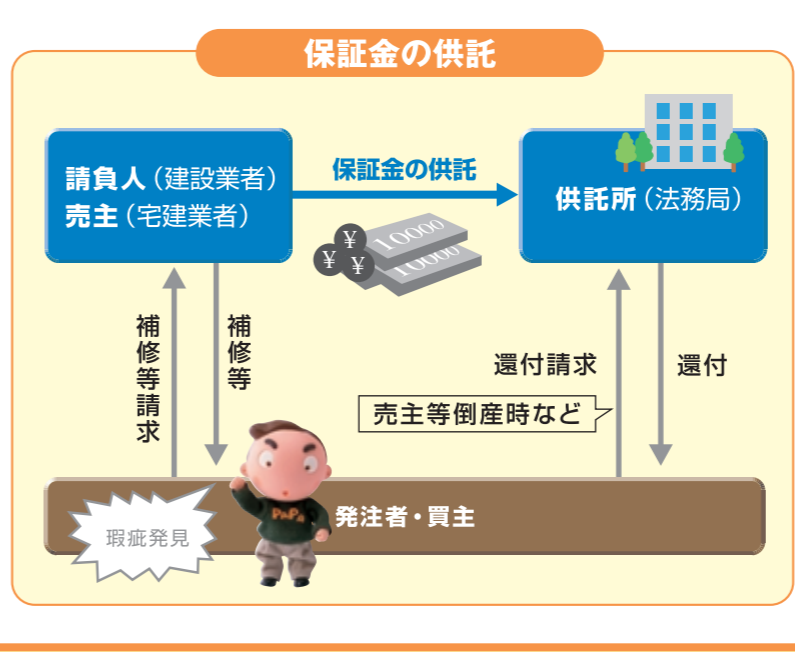 保証金の供託
請負人（建設業者）
売主（宅建業者）
保証金の供託
供託所（法務局）
¥
¥
¥
10000
10000
補修等請求
補修等
還付請求
還付
売主等倒産時など
瑕疵発見
PAPA
発注者・買主